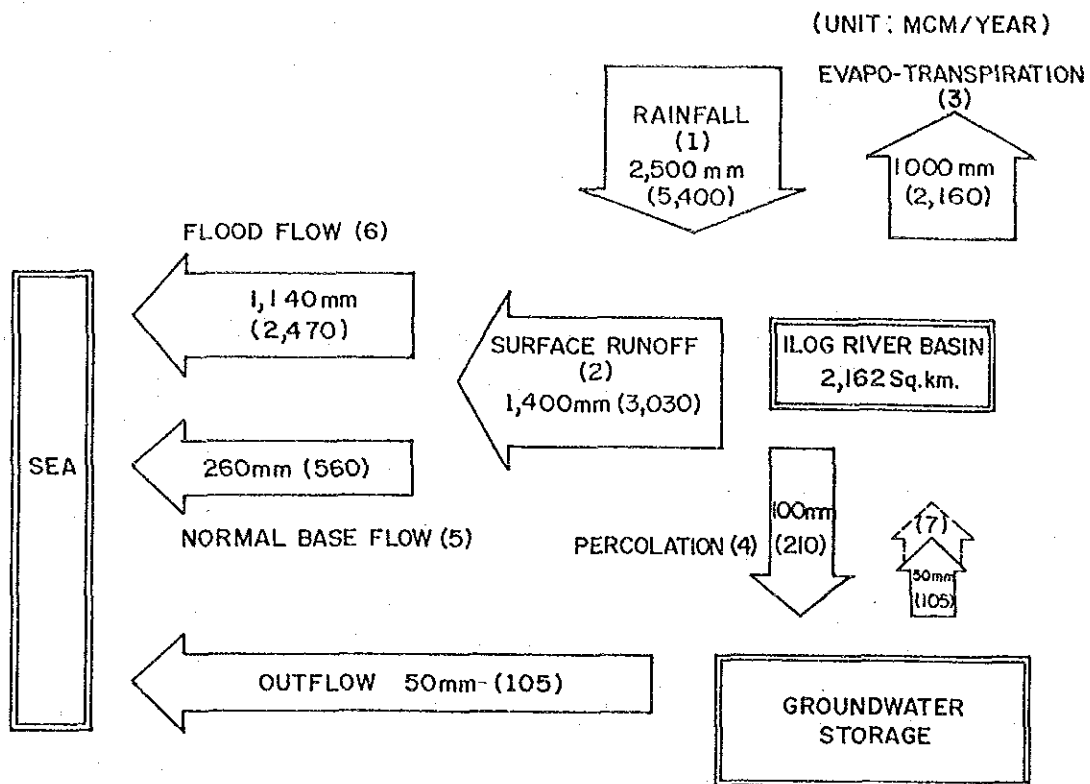 (UNIT: MCM/YEAR)
EVAPO-TRANSPIRATION
(3)
1000 mm
(2,160)
RAINFALL
(1)
2,500 mm
(5,400)
FLOOD FLOW (6)
1,140mm
(2,470)
SURFACE RUNOFF
(2)
1,400mm (3,030)
ILOG RIVER BASIN
2,162 Sq.km.
SEA
260mm (560)
NORMAL BASE FLOW (5)
PERCOLATION (4)
100mm
(210)
(7)
50mm
(105)
OUTFLOW 50mm-(105)
GROUNDWATER
STORAGE